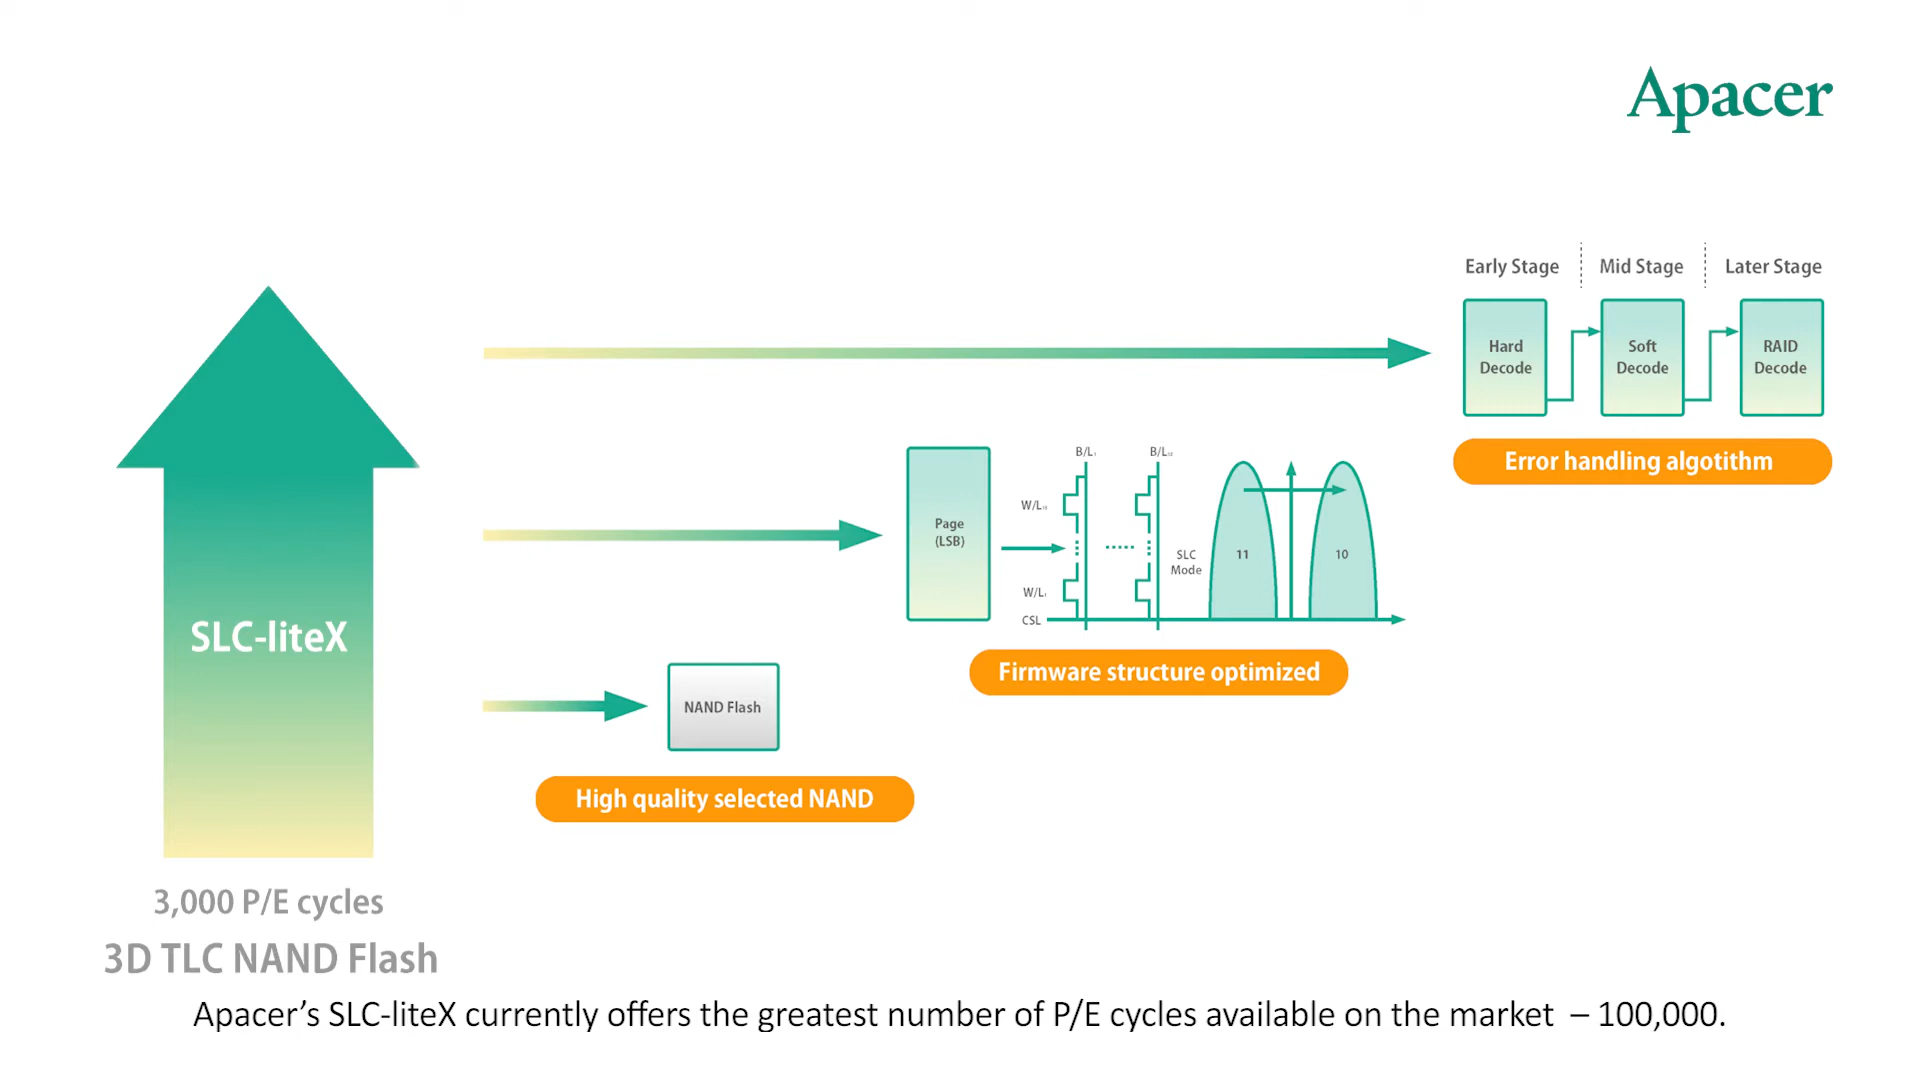 Apacer
Early Stage
Mid Stage
Later Stage
Hard
Decode
Soft
Decode
RAID
Decode
Error handling algotithm
Page
(LSB)
B/L₁
B/L₁₂
W/L
W/L₁
CSL
SLC
Mode
11
10
Firmware structure optimized
SLC-liteX
NAND Flash
High quality selected NAND
3,000 P/E cycles
3D TLC NAND Flash
Apacer’s SLC-liteX currently offers the greatest number of P/E cycles available on the market – 100,000.